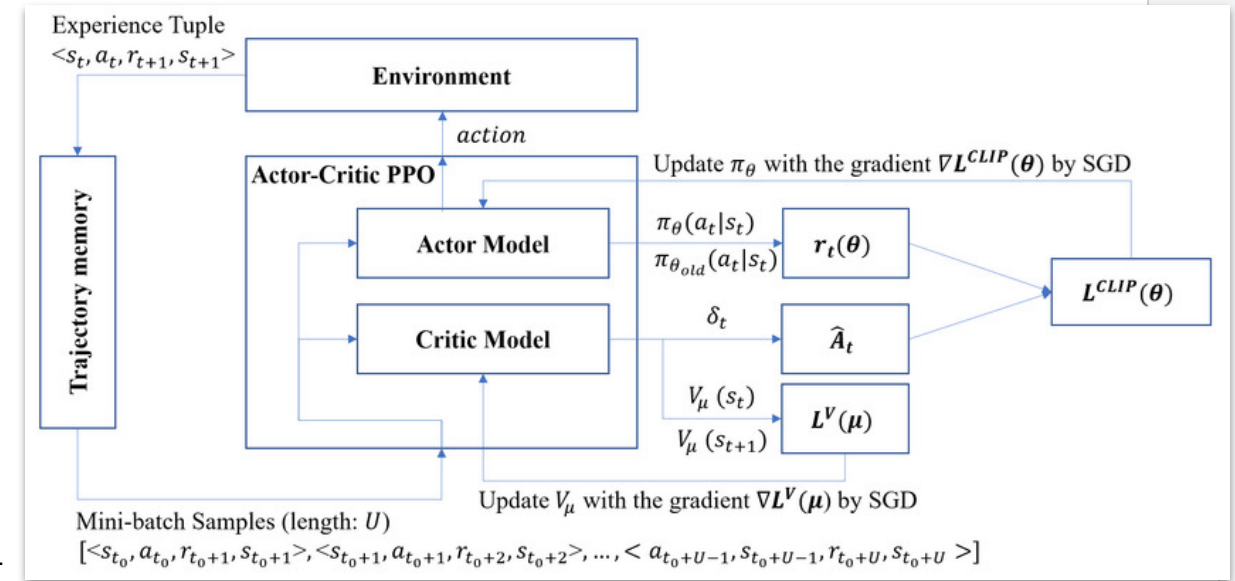 Experience Tuple
<s_t, a_t, r_{t+1}, s_{t+1}>
Environment
action
Update π_θ with the gradient ∇L^{CLIP}(θ) by SGD
Actor-Critic PPO
Trajectory memory
Actor Model
π_θ(a_t|s_t)
π_{θ_{old}}(a_t|s_t)
r_t(θ)
L^{CLIP}(θ)
Critic Model
δ_t
Â_t
V_μ (s_t)
V_μ (s_{t+1})
L^V(μ)
Update V_μ with the gradient ∇L^V(μ) by SGD
Mini-batch Samples (length: U)
[<s_{t_0}, a_{t_0}, r_{t_0+1}, s_{t_0+1}>, <s_{t_0+1}, a_{t_0+1}, r_{t_0+2}, s_{t_0+2}>, ..., < a_{t_0+U-1}, s_{t_0+U-1}, r_{t_0+U}, s_{t_0+U} >]